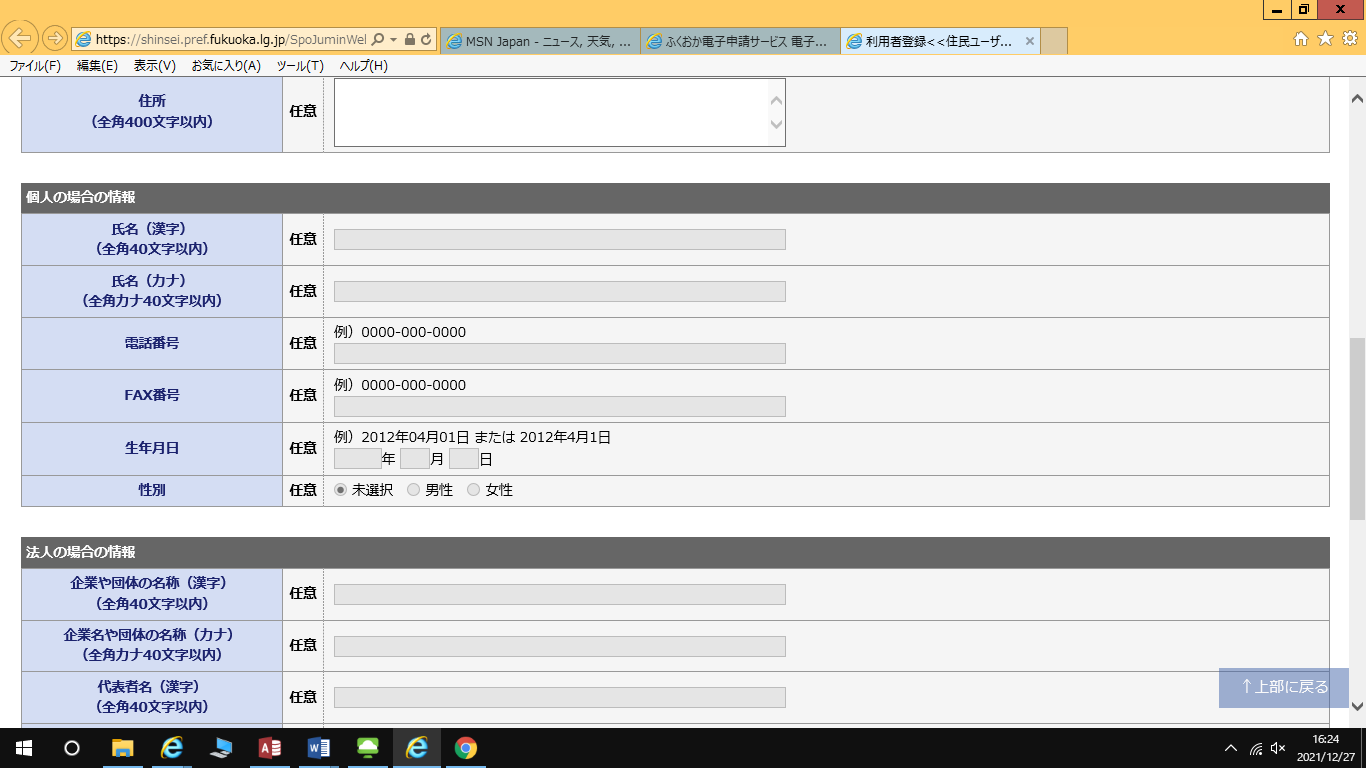 https://shinsei.pref.fukuoka.lg.jp/SpoJuminWel
MSN Japan - ニュース, 天気, ...
ふくおか電子申請サービス 電子...
利用者登録<<住民ユーザ...
ファイル(F) 編集(E) 表示(V) お気に入り(A) ツール(T) ヘルプ(H)
住所
（全角400文字以内）
任意
個人の場合の情報
氏名（漢字）
（全角40文字以内）
任意
氏名（カナ）
（全角カナ40文字以内）
任意
電話番号
任意
例）0000-000-0000
FAX番号
任意
例）0000-000-0000
生年月日
任意
例）2012年04月01日 または 2012年4月1日
年 月 日
性別
任意
未選択 男性 女性
法人の場合の情報
企業や団体の名称（漢字）
（全角40文字以内）
任意
企業名や団体の名称（カナ）
（全角カナ40文字以内）
任意
代表者名（漢字）
（全角40文字以内）
任意
↑上部に戻る
16:24
2021/12/27